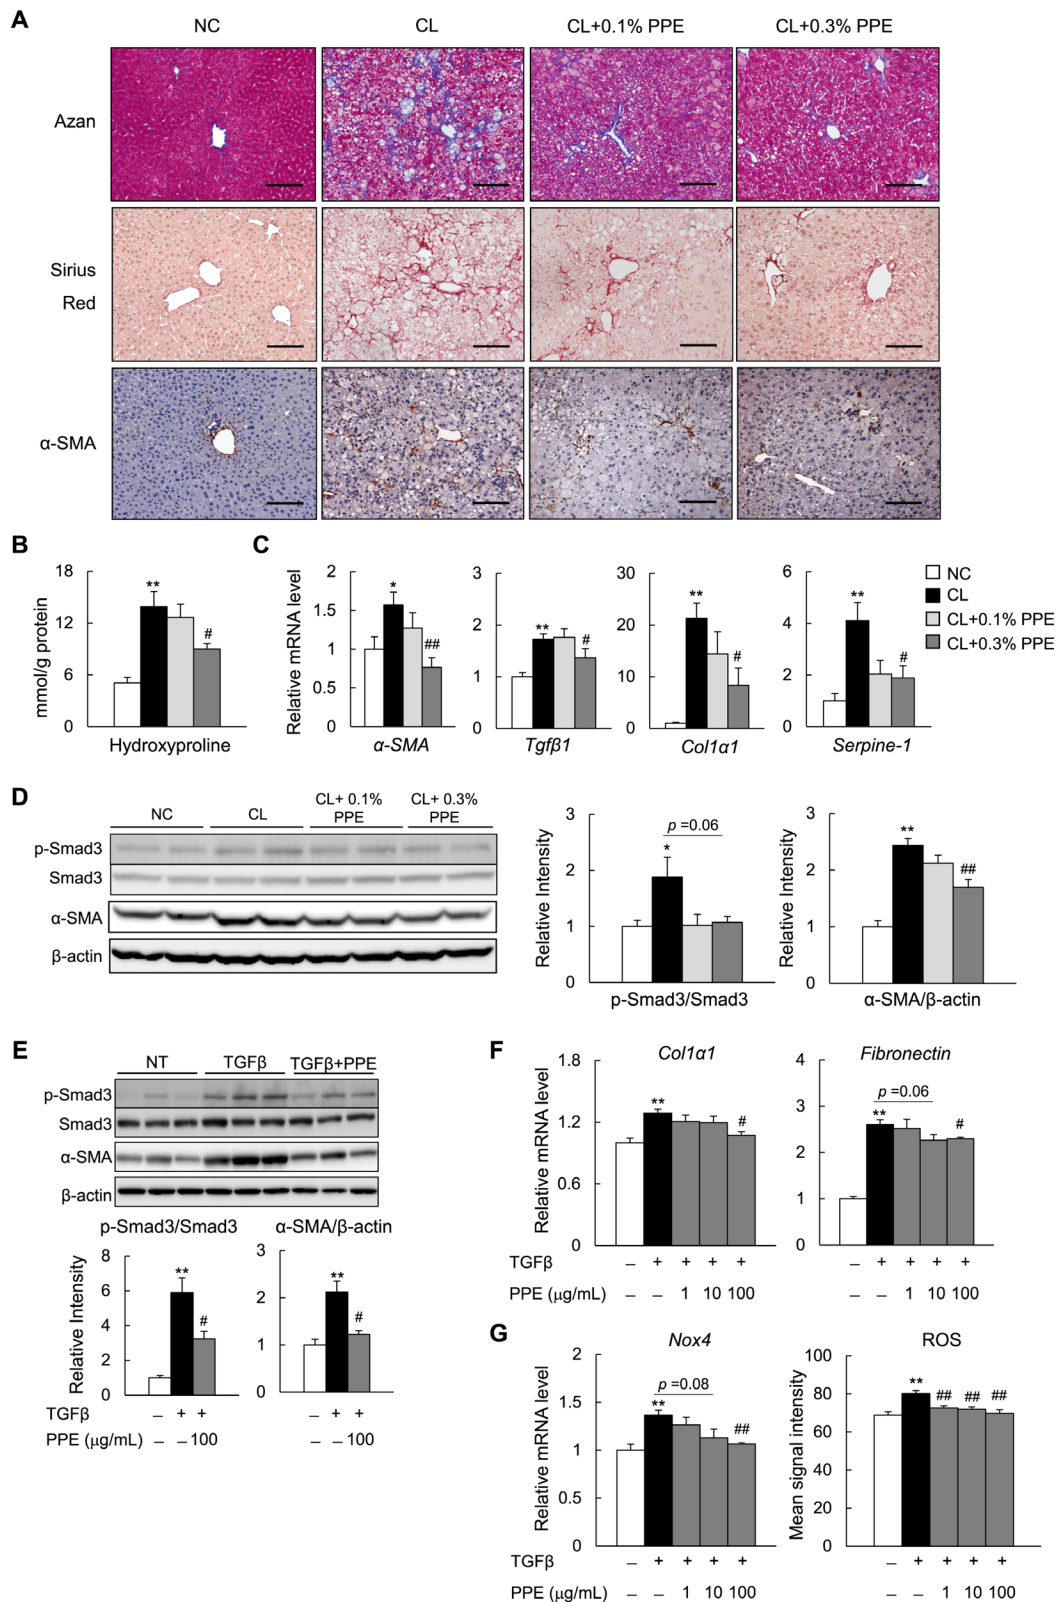 A
NC CL CL+0.1% PPE CL+0.3% PPE
Azan
Sirius
Red
α-SMA
B
mmol/g protein
18
12
6
0
**
#
Hydroxyproline
C
Relative mRNA level
2
1.5
1
0.5
0
*
##
α-SMA
3
2
1
0
**
#
Tgfβ1
30
20
10
0
**
#
Col1α1
6
4
2
0
**
#
Serpine-1
NC
CL
CL+0.1% PPE
CL+0.3% PPE
D
NC CL CL+ 0.1% PPE CL+ 0.3% PPE
p-Smad3
Smad3
α-SMA
β-actin
Relative Intensity
3
2
1
0
p =0.06
*
p-Smad3/Smad3
Relative Intensity
3
2
1
0
**
##
α-SMA/β-actin
E
NT TGFβ TGFβ+PPE
p-Smad3
Smad3
α-SMA
β-actin
p-Smad3/Smad3 α-SMA/β-actin
Relative Intensity
8
6
4
2
0
**
#
3
2
1
0
**
#
TGFβ – + + – + +
PPE (μg/mL) – – 100 – – 100
F
Col1α1
Relative mRNA level
1.8
1.2
0.6
0
**
#
Fibronectin
4
3
2
1
0
p =0.06
**
#
TGFβ – + + + + – + + + +
PPE (μg/mL) – – 1 10 100 – – 1 10 100
G
Nox4
Relative mRNA level
2
1.5
1
0.5
0
p =0.08
**
##
ROS
Mean signal intensity
100
80
60
40
20
0
**
## ## ##
TGFβ – + + + + – + + + +
PPE (μg/mL) – – 1 10 100 – – 1 10 100